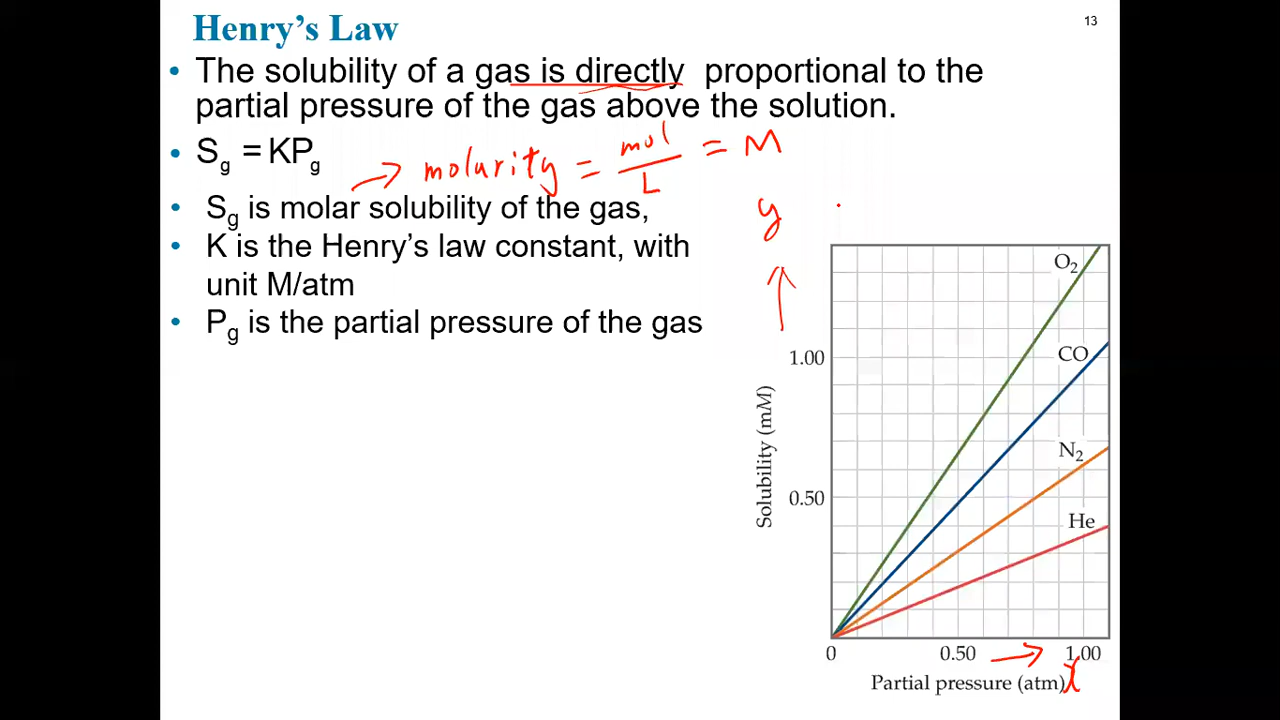 Henry's Law
13
• The solubility of a gas is directly proportional to the
partial pressure of the gas above the solution.
• Sg = KPg
→ molarity = mol/L = M
• Sg is molar solubility of the gas,
• K is the Henry's law constant, with
unit M/atm
• Pg is the partial pressure of the gas
y
O2
CO
N2
He
1.00
0.50
Solubility (mM)
0
0.50
1.00
Partial pressure (atm)
x